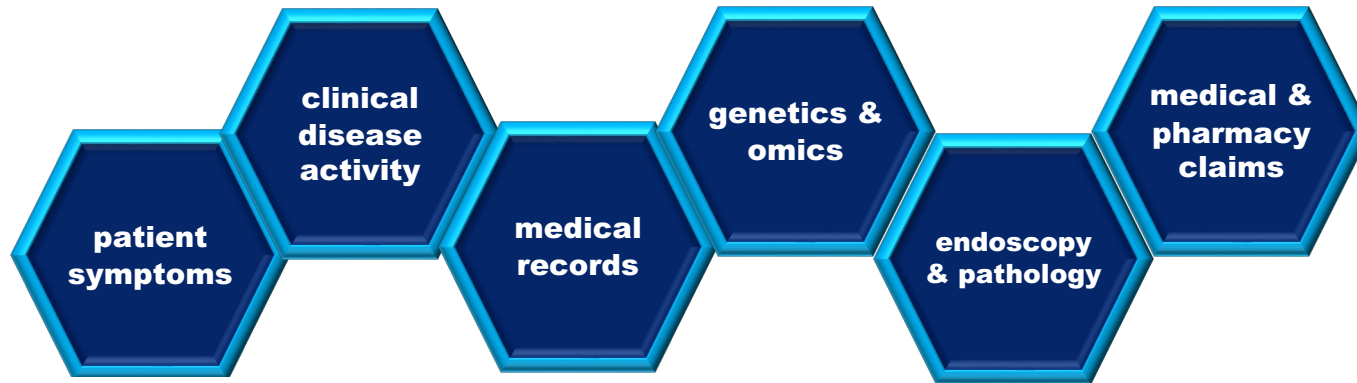 patient
symptoms
clinical
disease
activity
medical
records
genetics &
omics
endoscopy
& pathology
medical &
pharmacy
claims